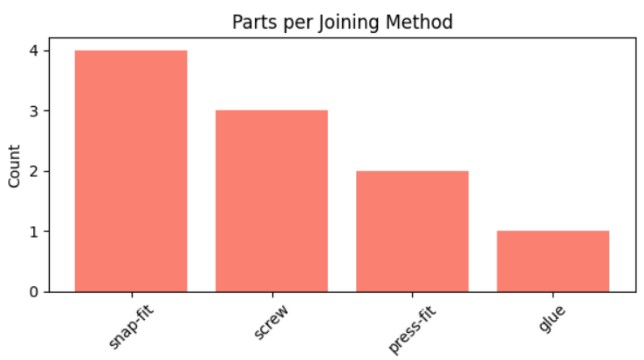 Parts per Joining Method
Count
4
3
2
1
0
snap-fit
screw
press-fit
glue